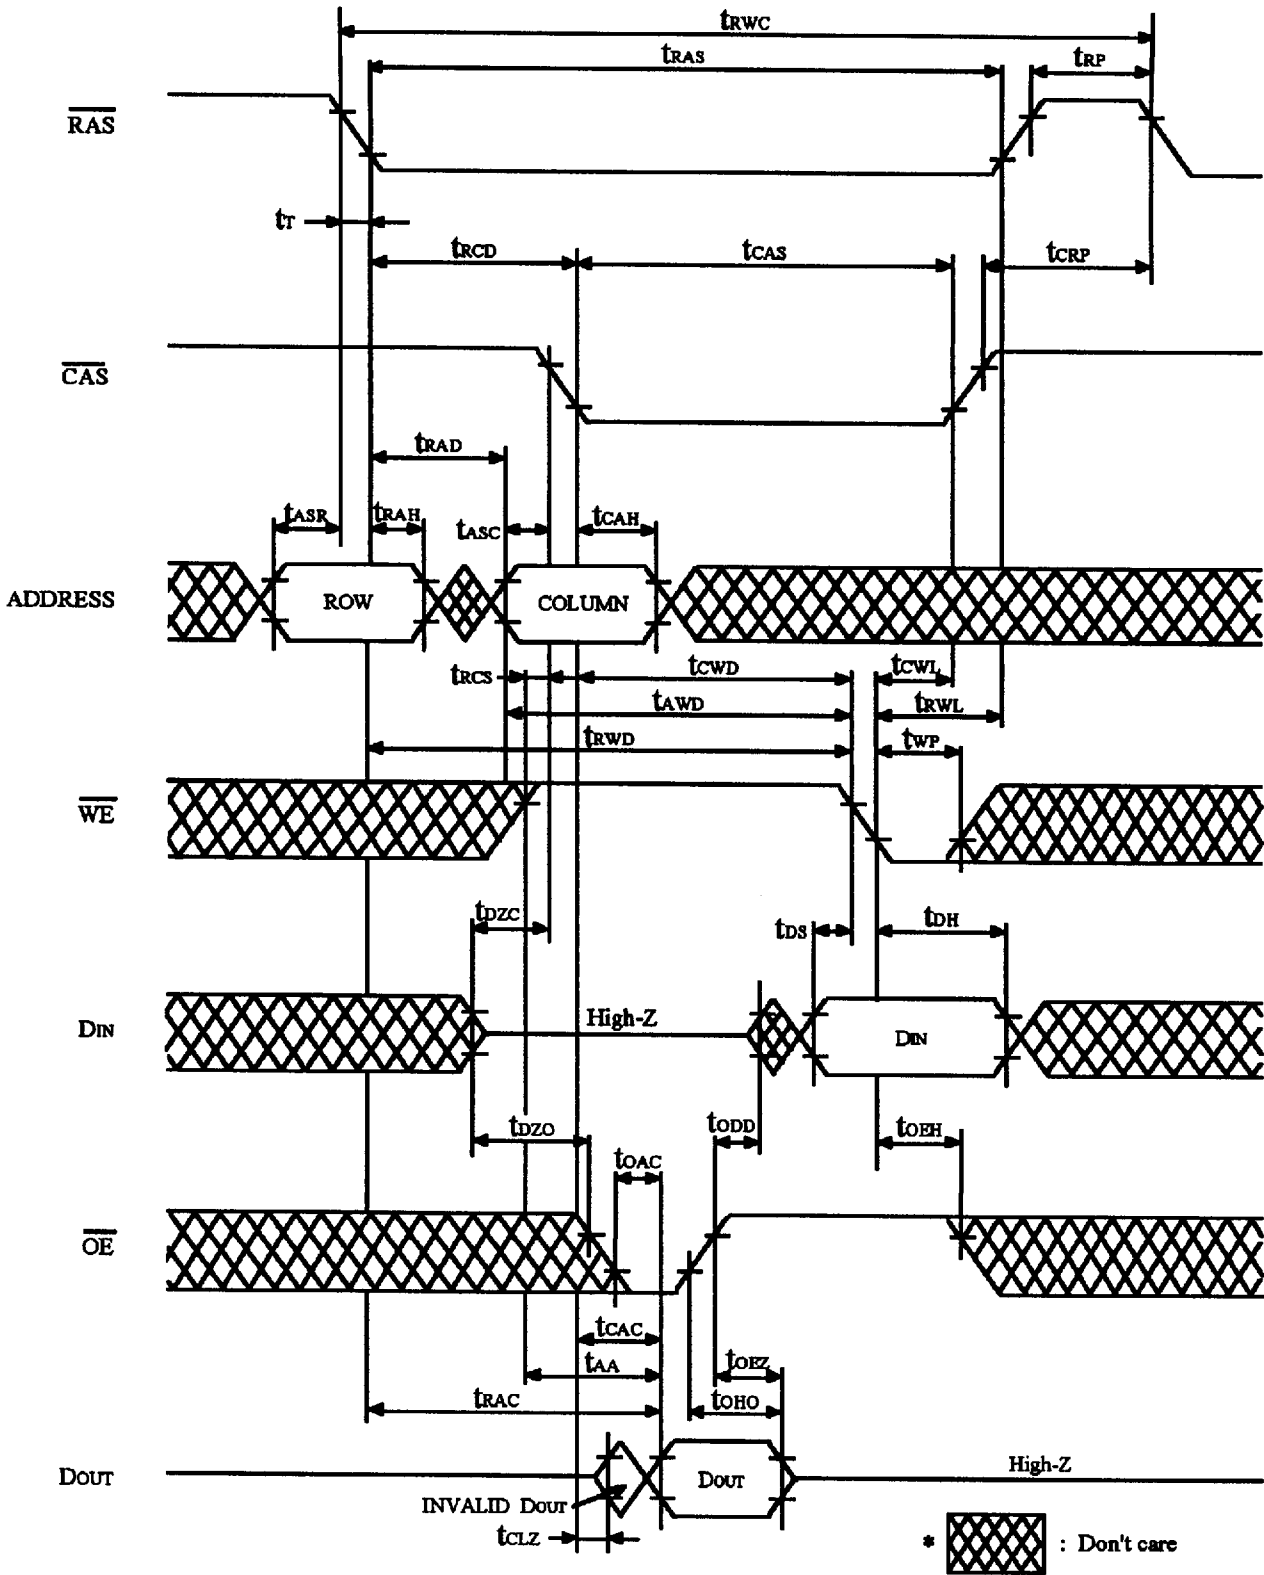 tRWC
tRAS
tRP
RAS
tT
tRCD
tCAS
tCRP
CAS
tRAD
tASR
tRAH
tASC
tCAH
ADDRESS
ROW
COLUMN
tRCS
tCWD
tCWL
tAWD
tRWL
tRWD
tWP
WE
tDZC
tDS
tDH
DIN
High-Z
DIN
tDZO
tODD
tOEH
tOAC
OE
tCAC
tAA
tOEZ
tRAC
tOHO
DOUT
DOUT
High-Z
INVALID DOUT
tCLZ
* : Don't care